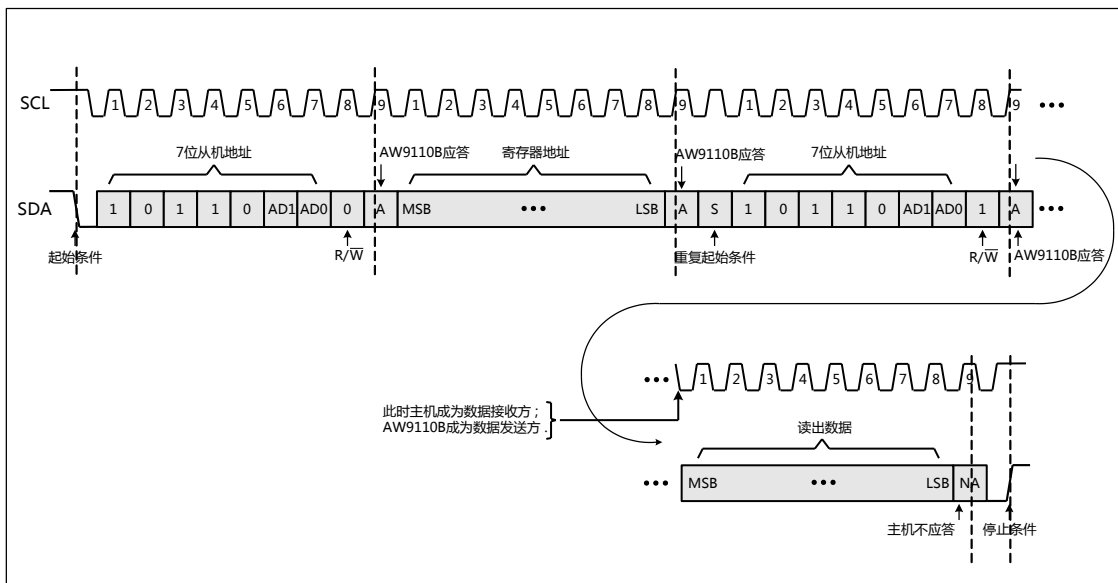 SCL 1 2 3 4 5 6 7 8 9 1 2 3 4 5 6 7 8 9 1 2 3 4 5 6 7 8 9 •••
7位从机地址 AW9110B应答 寄存器地址 AW9110B应答 7位从机地址
SDA 1 0 1 1 0 AD1 AD0 0 A MSB ••• LSB A S 1 0 1 1 0 AD1 AD0 1 A •••
起始条件 R/W̅ 重复起始条件 R/W̅ AW9110B应答
••• 1 2 3 4 5 6 7 8 9
此时主机成为数据接收方;
AW9110B成为数据发送方.
读出数据
••• MSB ••• LSB NA
主机不应答 停止条件